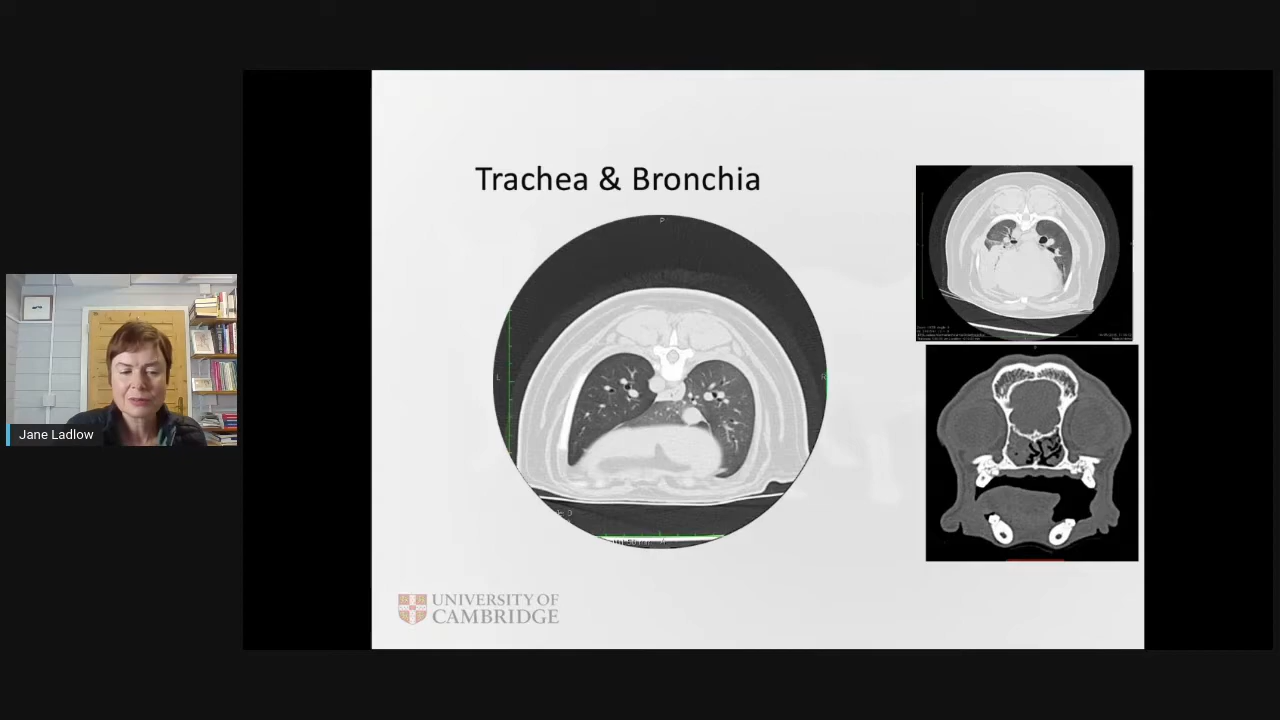 Trachea & Bronchia
P
L
R
UNIVERSITY OF
CAMBRIDGE
Jane Ladlow